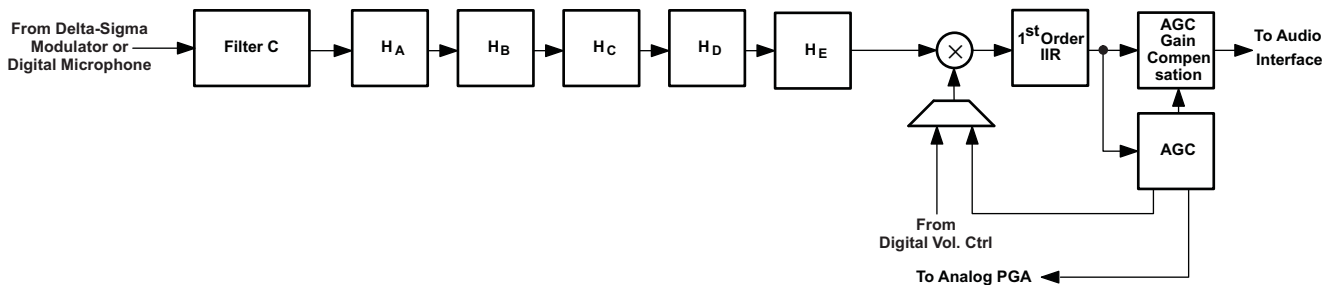 From Delta-Sigma
Modulator or
Digital Microphone
Filter C
H A
H B
H C
H D
H E
×
1st Order
IIR
AGC
Gain
Compen
sation
To Audio
Interface
AGC
From
Digital Vol. Ctrl
To Analog PGA